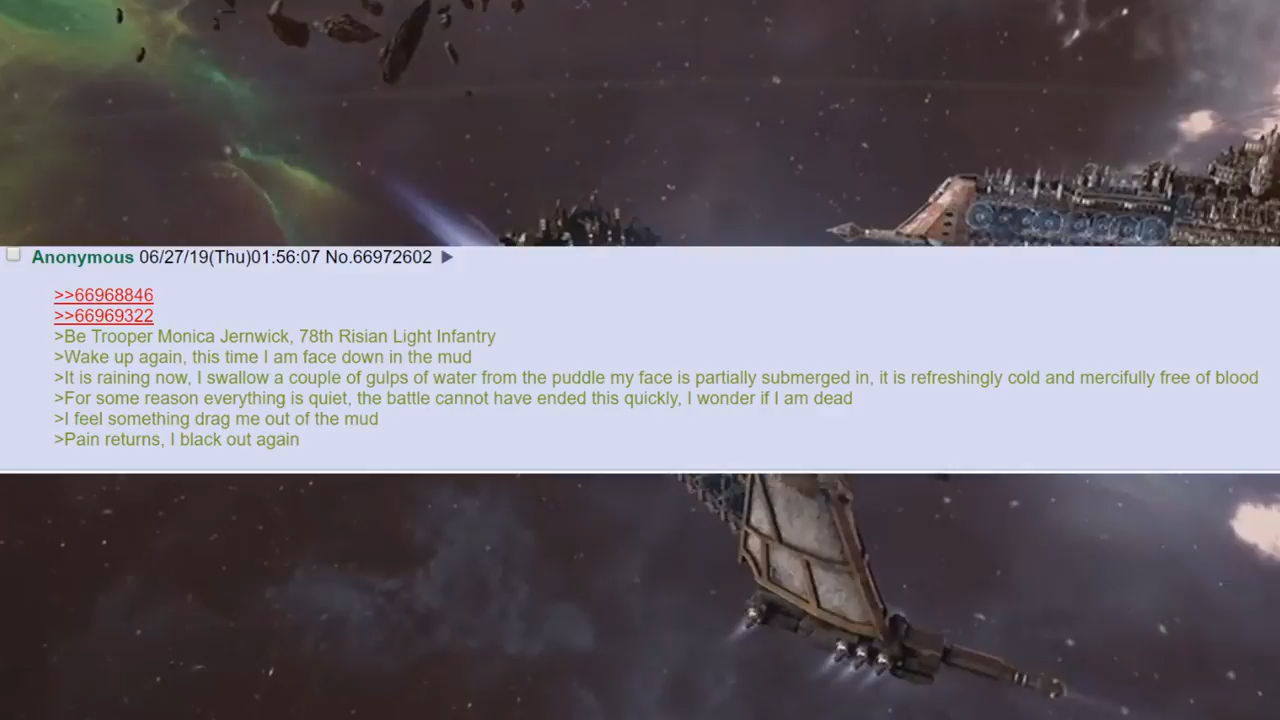 Anonymous 06/27/19(Thu)01:56:07 No.66972602
>>66968846
>>66969322
>Be Trooper Monica Jernwick, 78th Risian Light Infantry
>Wake up again, this time I am face down in the mud
>It is raining now, I swallow a couple of gulps of water from the puddle my face is partially submerged in, it is refreshingly cold and mercifully free of blood
>For some reason everything is quiet, the battle cannot have ended this quickly, I wonder if I am dead
>I feel something drag me out of the mud
>Pain returns, I black out again